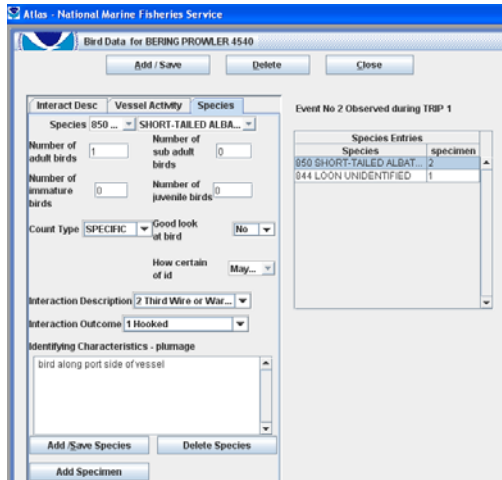 Atlas - National Marine Fisheries Service
Bird Data for BERING PROWLER 4540
Add / Save Delete Close
Interact Desc Vessel Activity Species
Event No 2 Observed during TRIP 1
Species 850 ... SHORT-TAILED ALBA...
Number of adult birds 1 Number of sub adult birds 0
Number of immature birds 0 Number of juvenile birds 0
Count Type SPECIFIC Good look at bird No
How certain of id May...
Interaction Description 2 Third Wire or War...
Interaction Outcome 1 Hooked
Identifying Characteristics - plumage
bird along port side of vessel
Add /Save Species Delete Species
Add Specimen
Species Entries
Species specimen
850 SHORT-TAILED ALBAT... 2
844 LOON UNIDENTIFIED 1